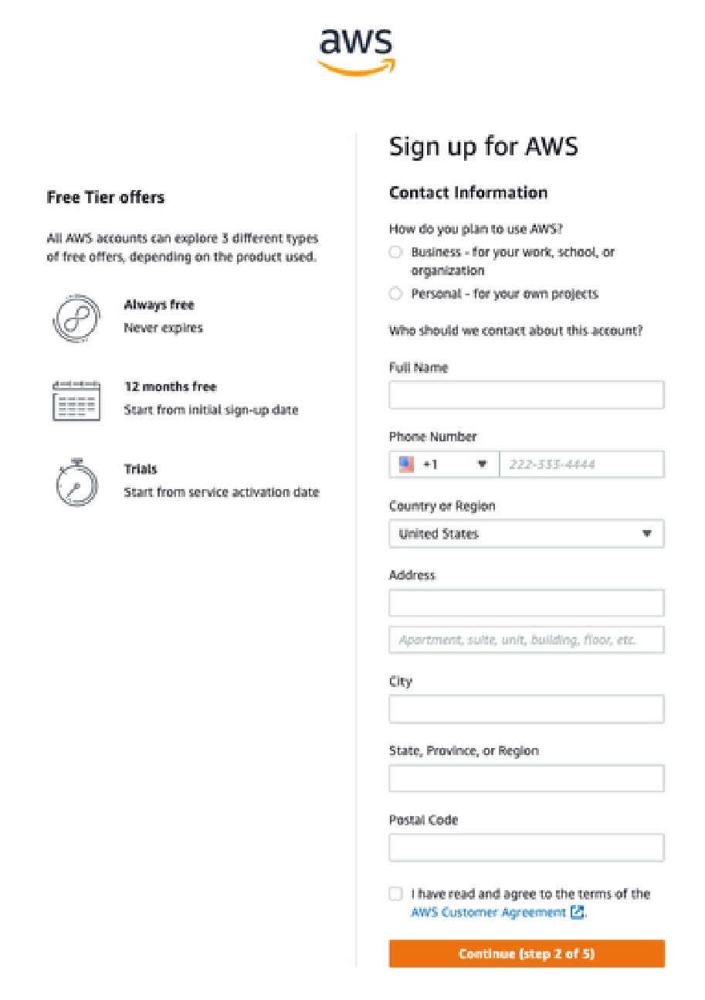 aws
Free Tier offers
All AWS accounts can explore 3 different types
of free offers, depending on the product used.
Always free
Never expires
12 months free
Start from initial sign-up date
Trials
Start from service activation date
Sign up for AWS
Contact Information
How do you plan to use AWS?
Business - for your work, school, or
organization
Personal - for your own projects
Who should we contact about this account?
Full Name
Phone Number
+1
222-333-4444
Country or Region
United States
Address
Apartment, suite, unit, building, floor, etc.
City
State, Province, or Region
Postal Code
I have read and agree to the terms of the
AWS Customer Agreement.
Continue (step 2 of 5)